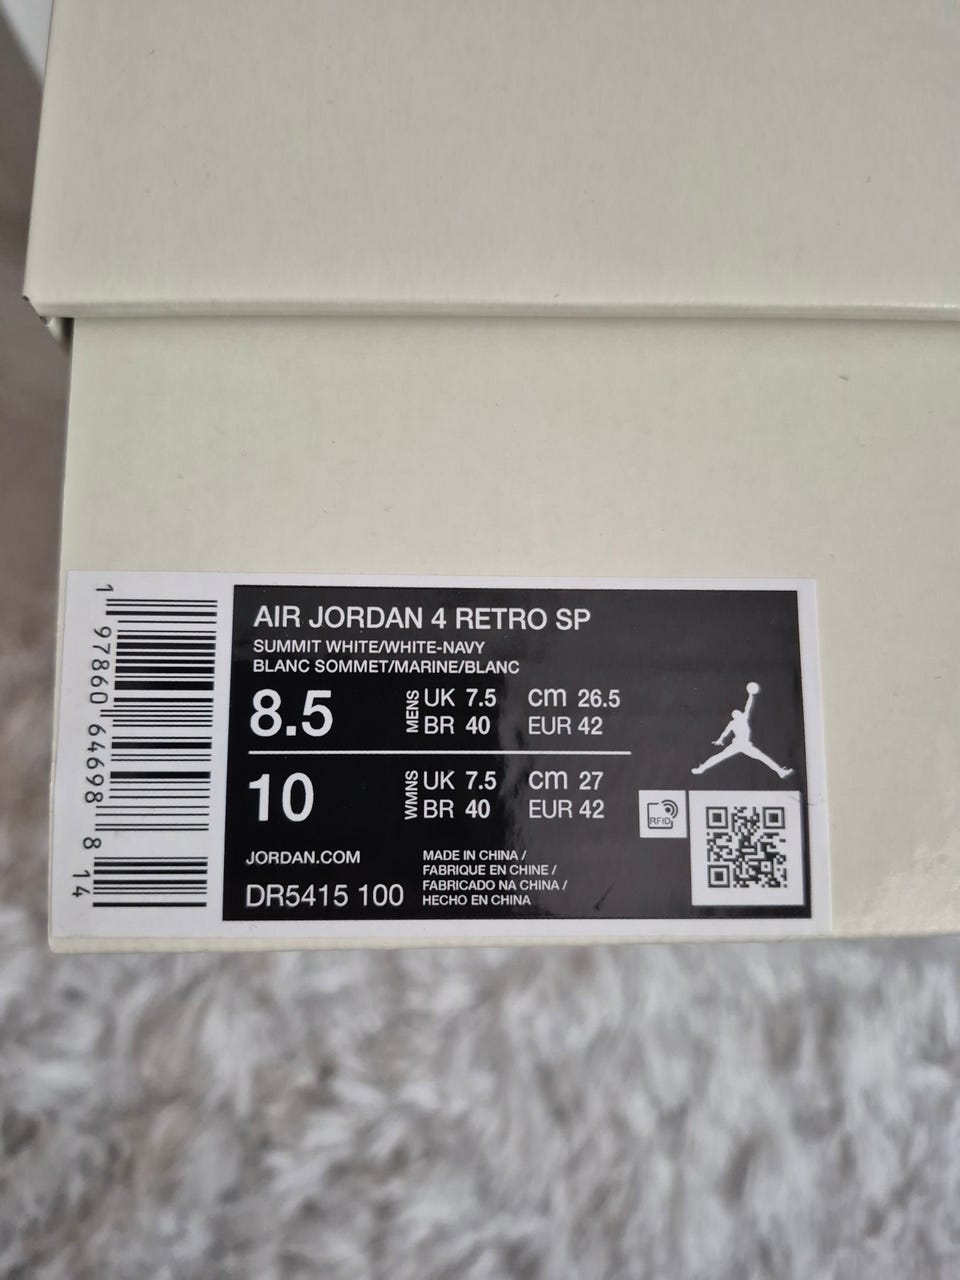 AIR JORDAN 4 RETRO SP
SUMMIT WHITE/WHITE-NAVY
BLANC SOMMET/MARINE/BLANC
8.5 MENS UK 7.5 cm 26.5
BR 40 EUR 42
10 WMNS UK 7.5 cm 27
BR 40 EUR 42
RFID
JORDAN.COM
DR5415 100
MADE IN CHINA /
FABRIQUE EN CHINE /
FABRICADO NA CHINA /
HECHO EN CHINA
1 97860 64698 8 14